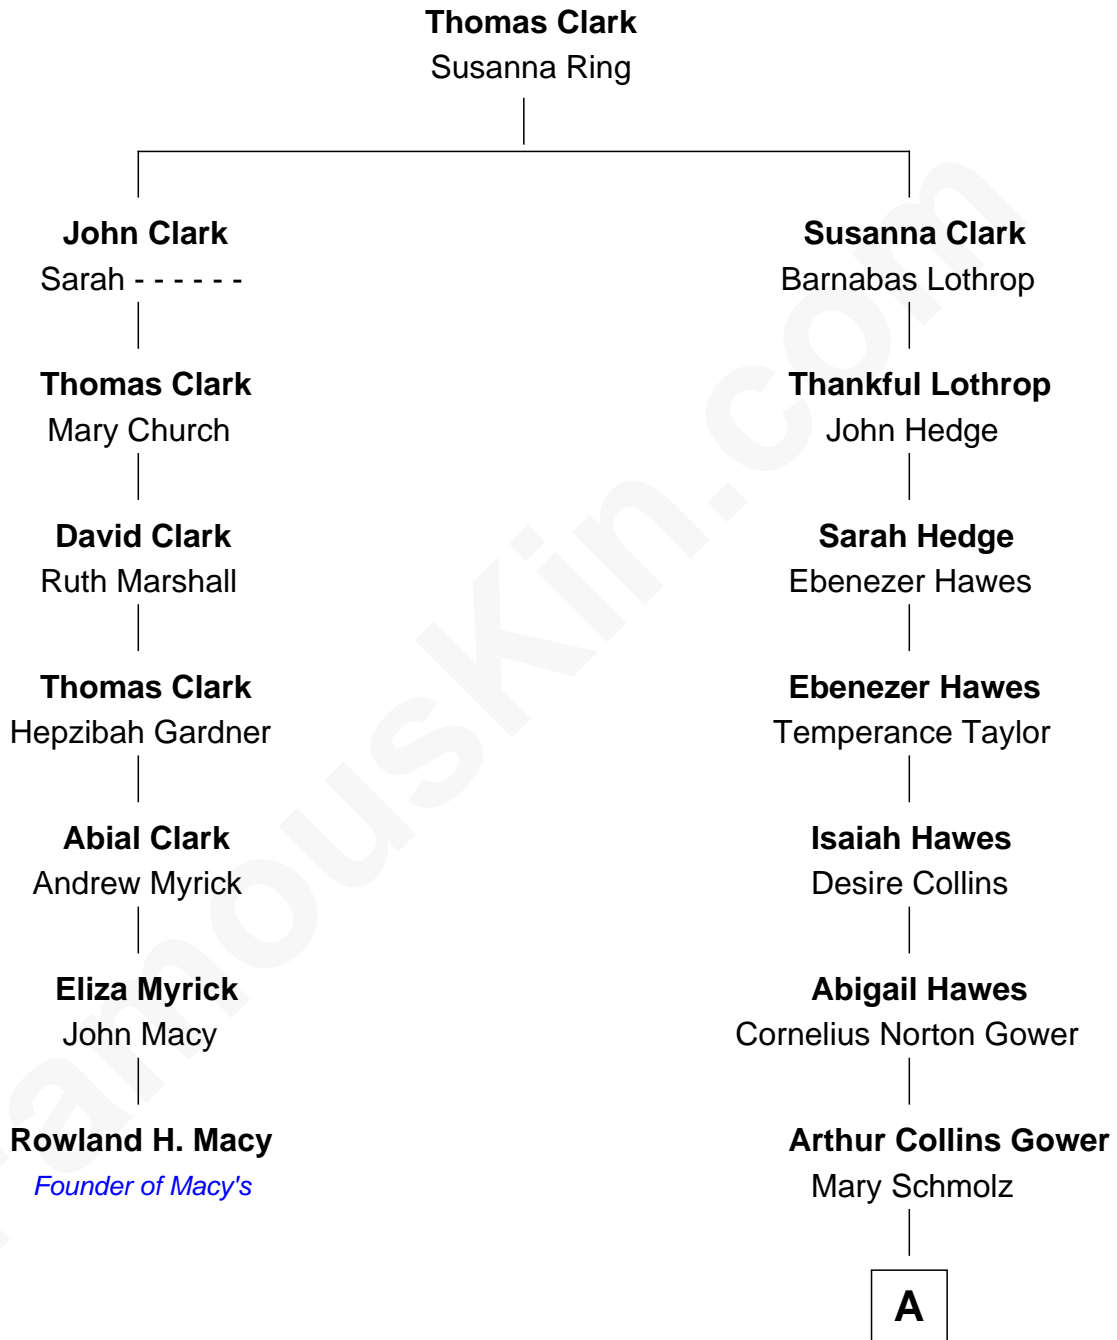 Thomas Clark
Susanna Ring
John Clark
Sarah - - - - - -
Susanna Clark
Barnabas Lothrop
Thomas Clark
Mary Church
Thankful Lothrop
John Hedge
David Clark
Ruth Marshall
Sarah Hedge
Ebenezer Hawes
Thomas Clark
Hepzibah Gardner
Ebenezer Hawes
Temperance Taylor
Abial Clark
Andrew Myrick
Isaiah Hawes
Desire Collins
Eliza Myrick
John Macy
Abigail Hawes
Cornelius Norton Gower
Rowland H. Macy
Founder of Macy's
Arthur Collins Gower
Mary Schmolz
A
FamousKin.com